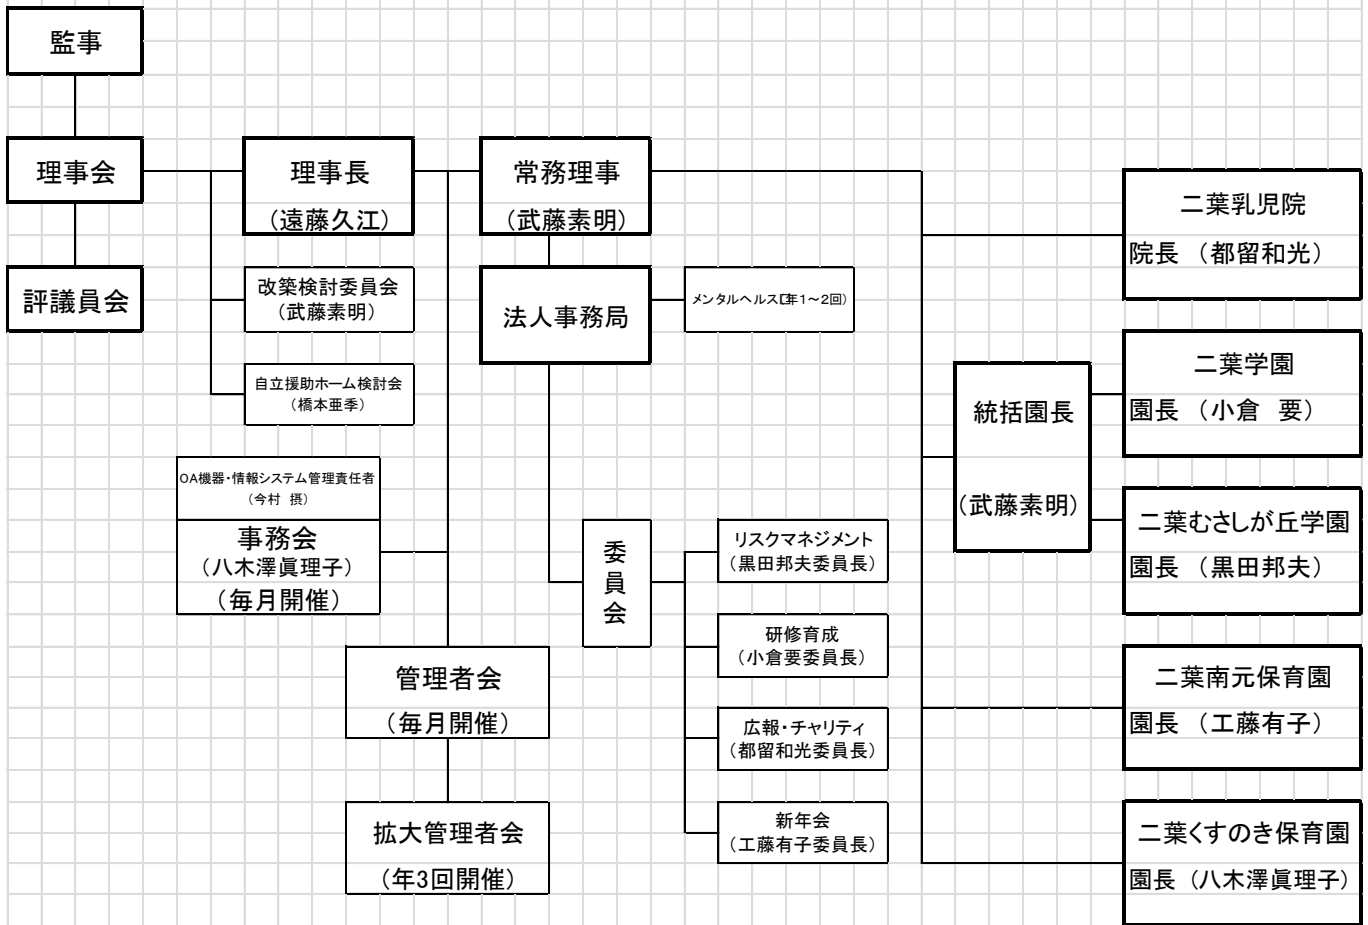 監事
理事会
評議員会
理事長
（遠藤久江）
改築検討委員会
（武藤素明）
自立援助ホーム検討会
（橋本亜季）
OA機器・情報システム管理責任者
（今村　摂）
事務会
（八木澤眞理子）
（毎月開催）
管理者会
（毎月開催）
拡大管理者会
（年3回開催）
常務理事
（武藤素明）
法人事務局
メンタルヘルス（年1～2回）
委員会
リスクマネジメント
（黒田邦夫委員長）
研修育成
（小倉要委員長）
広報・チャリティ
（都留和光委員長）
新年会
（工藤有子委員長）
統括園長
（武藤素明）
二葉乳児院
院長　（都留和光）
二葉学園
園長　（小倉　要）
二葉むさしが丘学園
園長　（黒田邦夫）
二葉南元保育園
園長　（工藤有子）
二葉くすのき保育園
園長　（八木澤眞理子）